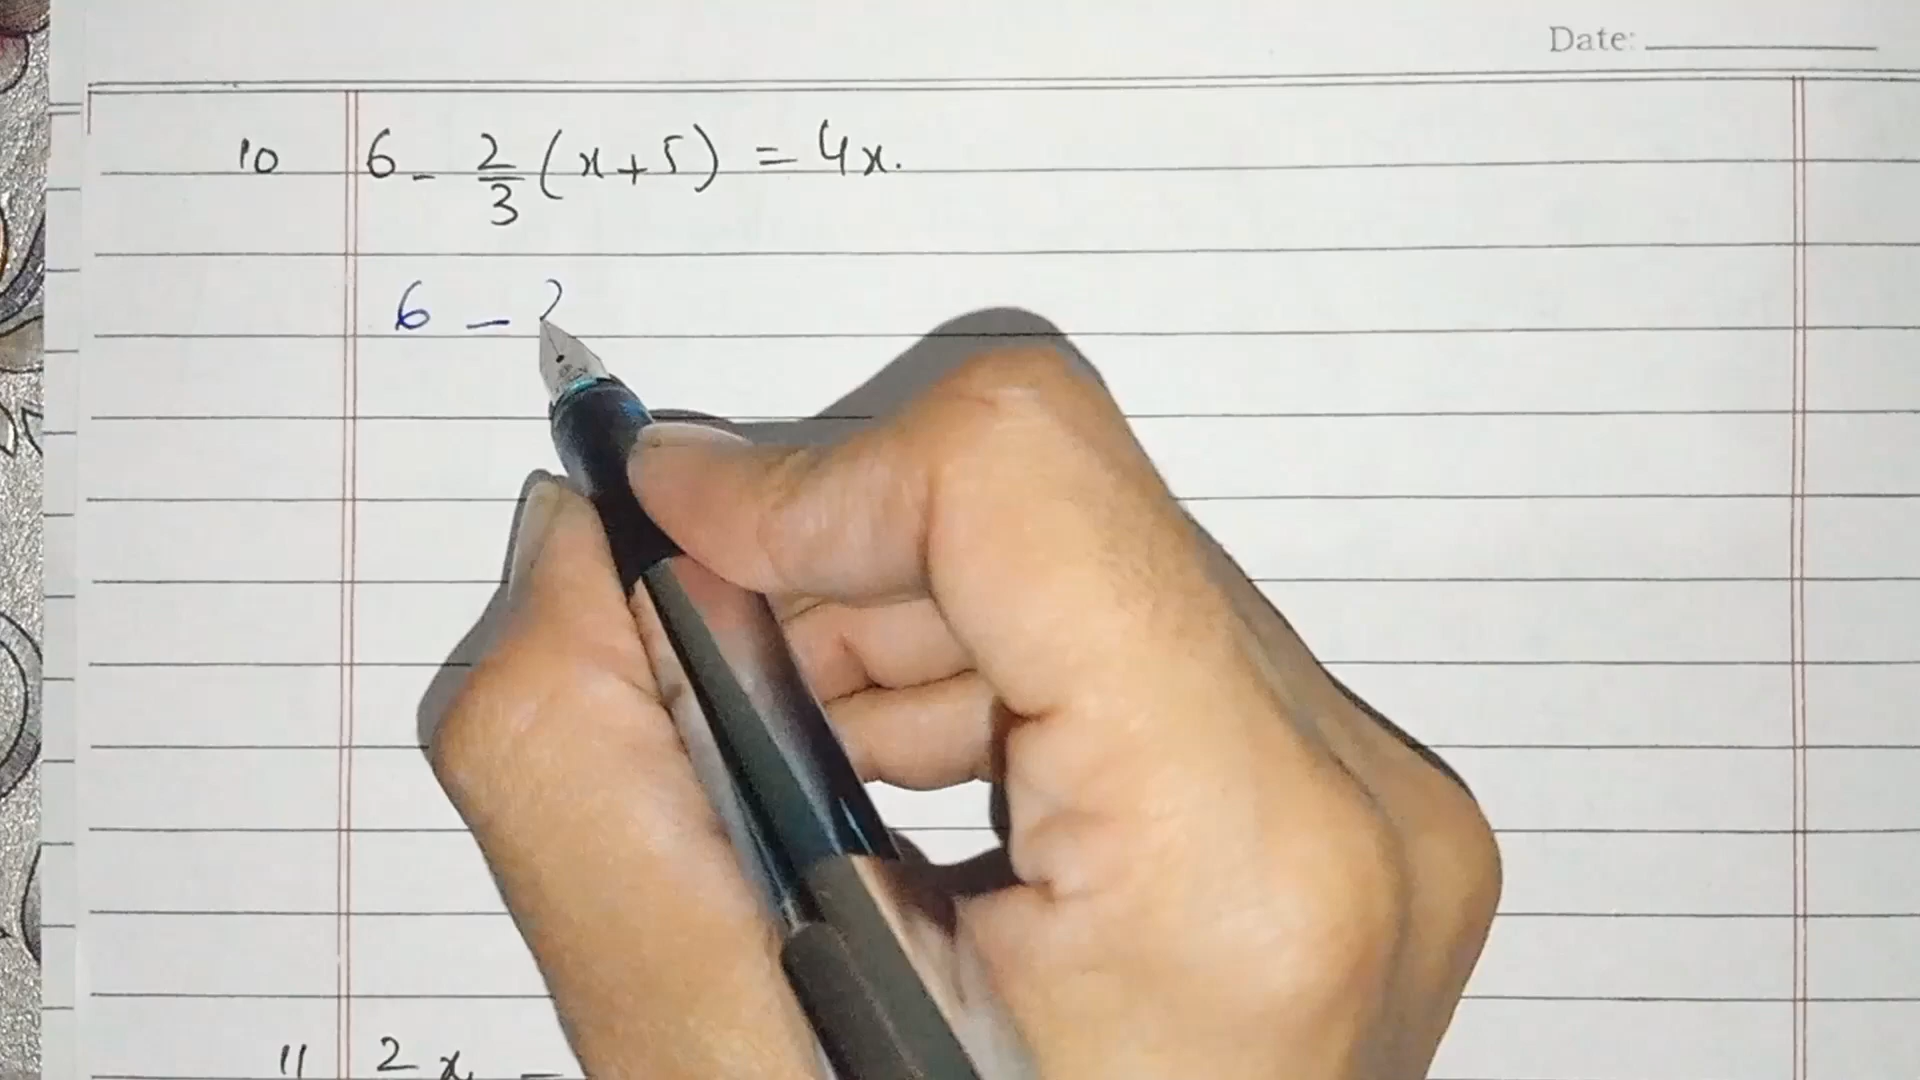 Date:
10 6 - 2/3 (x+5) = 4x.
6 - 2
11 2x -